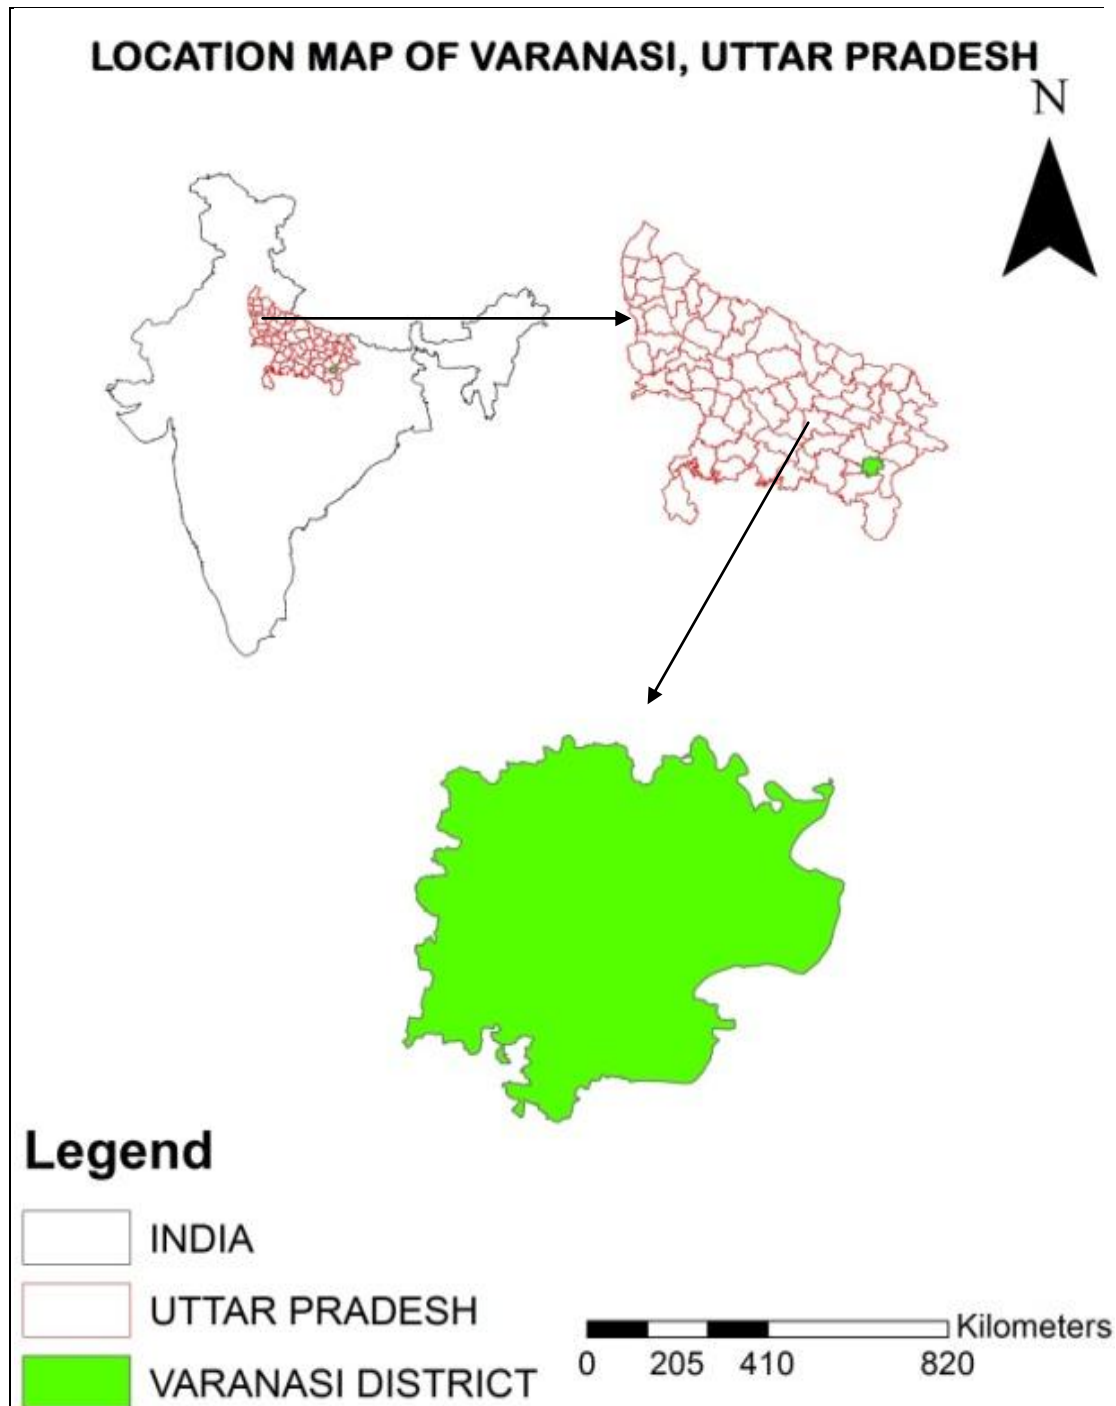 LOCATION MAP OF VARANASI, UTTAR PRADESH
N
Legend
INDIA
UTTAR PRADESH
VARANASI DISTRICT
Kilometers
0 205 410 820